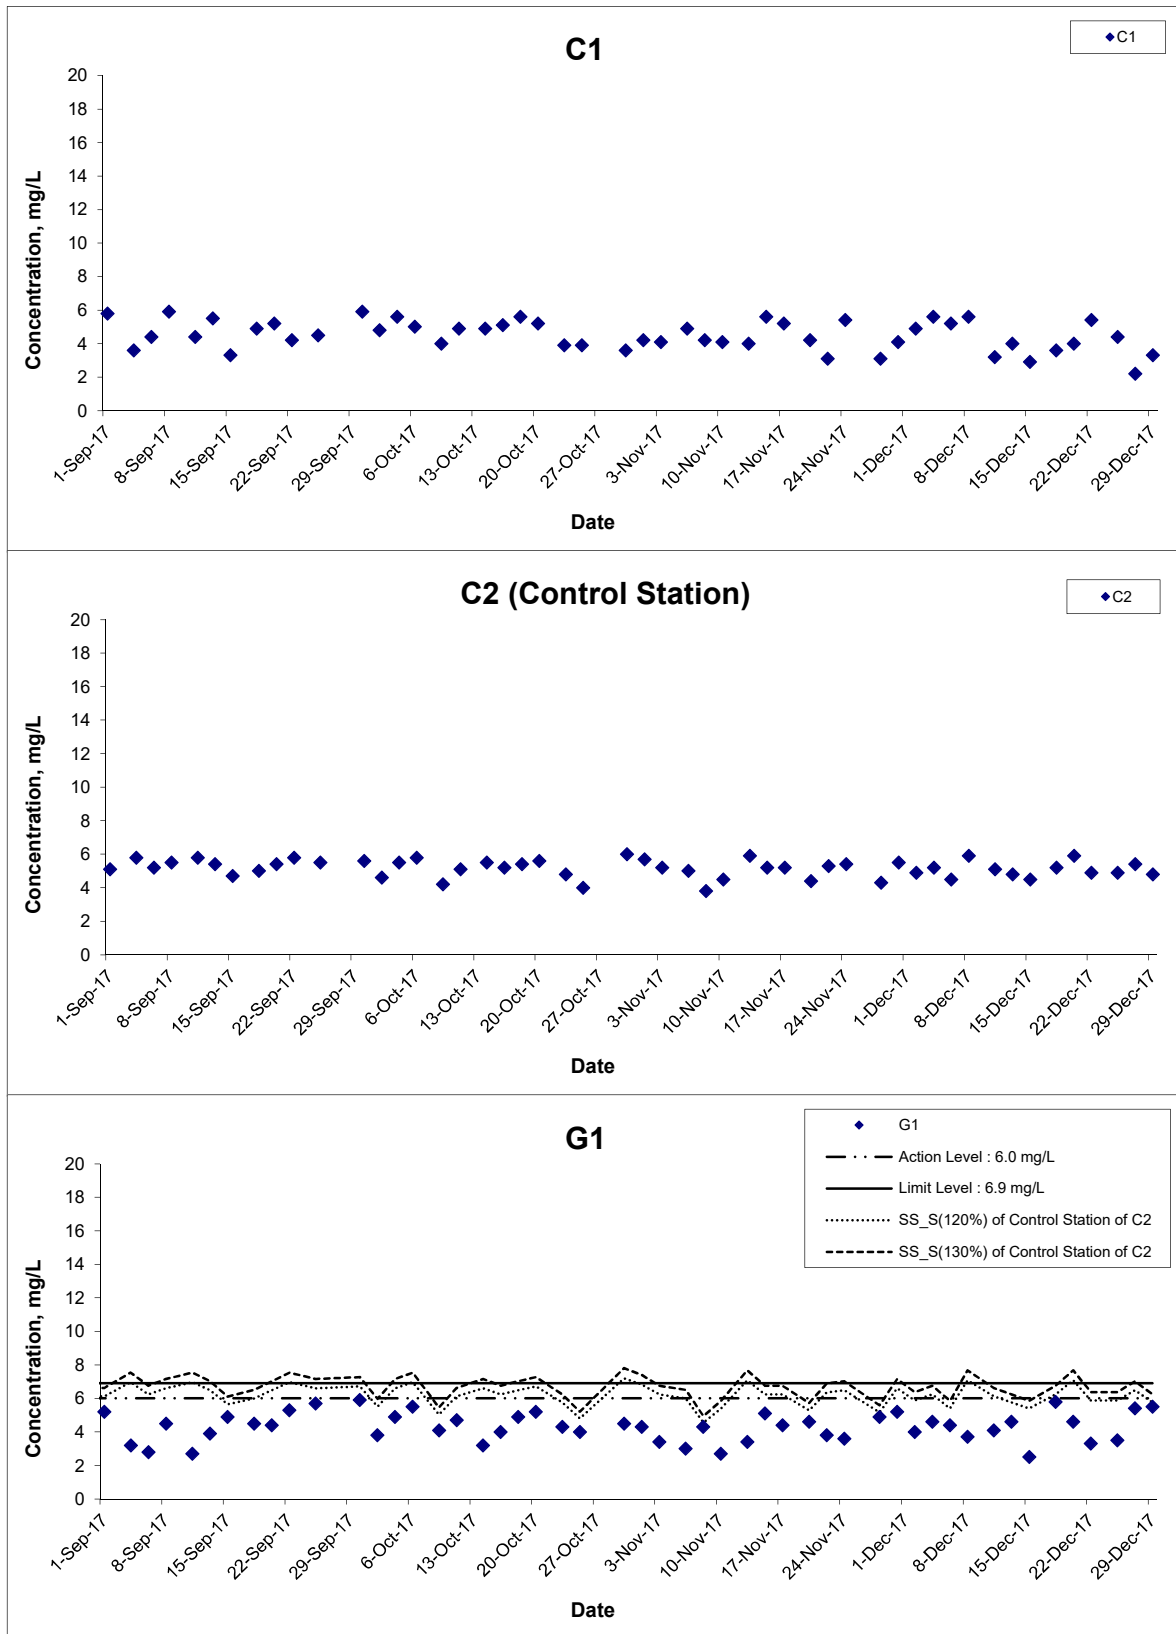 C1
C1
20
18
16
14
12
10
8
6
4
2
0
Concentration, mg/L
1-Sep-17
8-Sep-17
15-Sep-17
22-Sep-17
29-Sep-17
6-Oct-17
13-Oct-17
20-Oct-17
27-Oct-17
3-Nov-17
10-Nov-17
17-Nov-17
24-Nov-17
1-Dec-17
8-Dec-17
15-Dec-17
22-Dec-17
29-Dec-17
Date
C2 (Control Station)
C2
20
18
16
14
12
10
8
6
4
2
0
Concentration, mg/L
1-Sep-17
8-Sep-17
15-Sep-17
22-Sep-17
29-Sep-17
6-Oct-17
13-Oct-17
20-Oct-17
27-Oct-17
3-Nov-17
10-Nov-17
17-Nov-17
24-Nov-17
1-Dec-17
8-Dec-17
15-Dec-17
22-Dec-17
29-Dec-17
Date
G1
G1
Action Level : 6.0 mg/L
Limit Level : 6.9 mg/L
SS_S(120%) of Control Station of C2
SS_S(130%) of Control Station of C2
20
18
16
14
12
10
8
6
4
2
0
Concentration, mg/L
1-Sep-17
8-Sep-17
15-Sep-17
22-Sep-17
29-Sep-17
6-Oct-17
13-Oct-17
20-Oct-17
27-Oct-17
3-Nov-17
10-Nov-17
17-Nov-17
24-Nov-17
1-Dec-17
8-Dec-17
15-Dec-17
22-Dec-17
29-Dec-17
Date